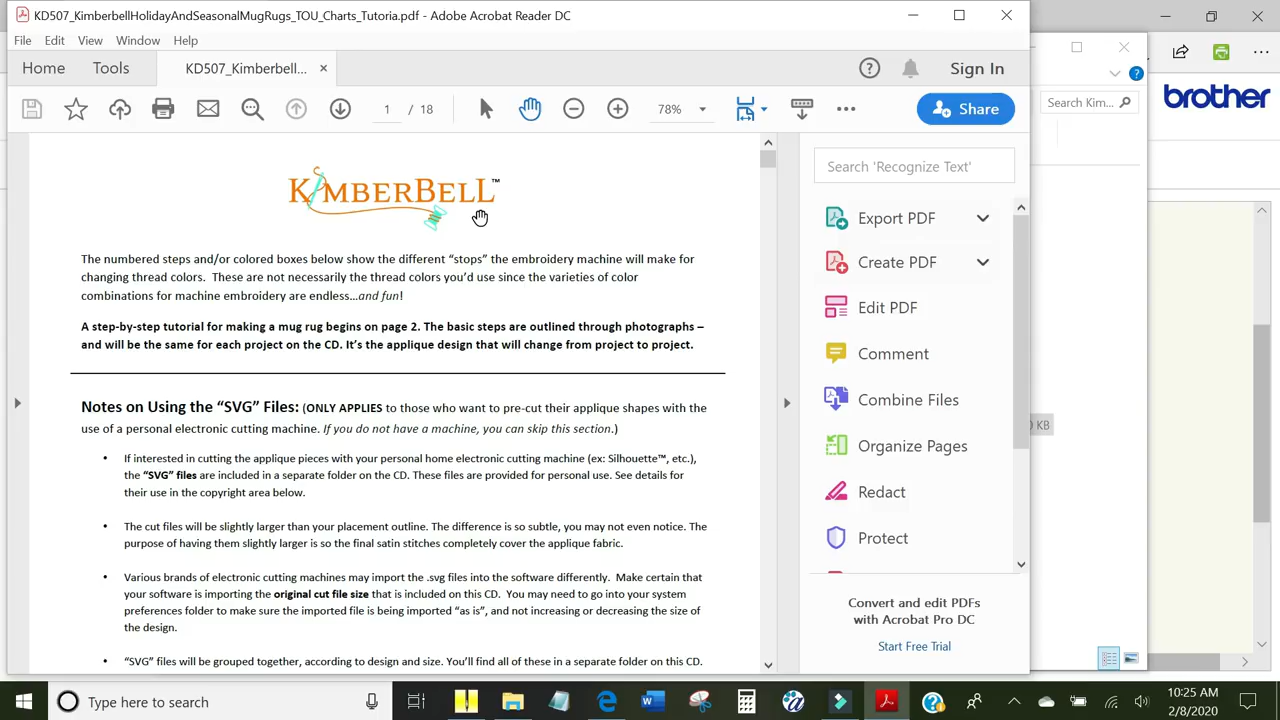 KD507_KimberbellHolidayAndSeasonalMugRugs_TOU_Charts_Tutoria.pdf - Adobe Acrobat Reader DC
File Edit View Window Help
Home Tools KD507_Kimberbell... × Sign In
1 / 18 78% Share
Search Kim...
brother
Search 'Recognize Text'
Export PDF
Create PDF
Edit PDF
Comment
Combine Files
Organize Pages
Redact
Protect
Convert and edit PDFs
with Acrobat Pro DC
Start Free Trial
KIMBERBELL™
The numbered steps and/or colored boxes below show the different “stops” the embroidery machine will make for
changing thread colors. These are not necessarily the thread colors you’d use since the varieties of color
combinations for machine embroidery are endless…and fun!
A step-by-step tutorial for making a mug rug begins on page 2. The basic steps are outlined through photographs –
and will be the same for each project on the CD. It’s the applique design that will change from project to project.
Notes on Using the “SVG” Files: (ONLY APPLIES to those who want to pre-cut their applique shapes with the
use of a personal electronic cutting machine. If you do not have a machine, you can skip this section.)
• If interested in cutting the applique pieces with your personal home electronic cutting machine (ex: Silhouette™, etc.),
the “SVG” files are included in a separate folder on the CD. These files are provided for personal use. See details for
their use in the copyright area below.
• The cut files will be slightly larger than your placement outline. The difference is so subtle, you may not even notice. The
purpose of having them slightly larger is so the final satin stitches completely cover the applique fabric.
• Various brands of electronic cutting machines may import the .svg files into the software differently. Make certain that
your software is importing the original cut file size that is included on this CD. You may need to go into your system
preferences folder to make sure the imported file is being imported “as is”, and not increasing or decreasing the size of
the design.
• “SVG” files will be grouped together, according to design and size. You’ll find all of these in a separate folder on this CD.
KB
Type here to search
10:25 AM
2/8/2020